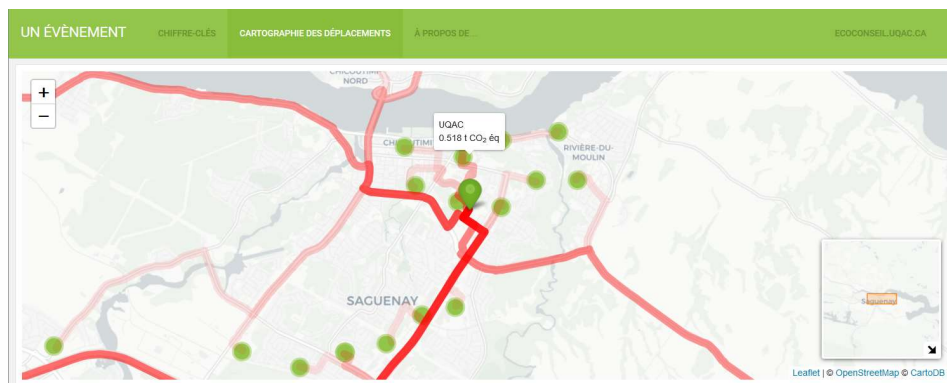 UN ÉVÈNEMENT CHIFFRE-CLÉS CARTOGRAPHIE DES DÉPLACEMENTS À PROPOS DE... ECOCONSEIL.UQAC.CA
+
−
CHICOUTIMI-
NORD
UQAC
0.518 t CO₂ éq
CHICOUTIMI
RIVIÈRE-DU-
MOULIN
SAGUENAY
Saguenay
Leaflet | © OpenStreetMap © CartoDB